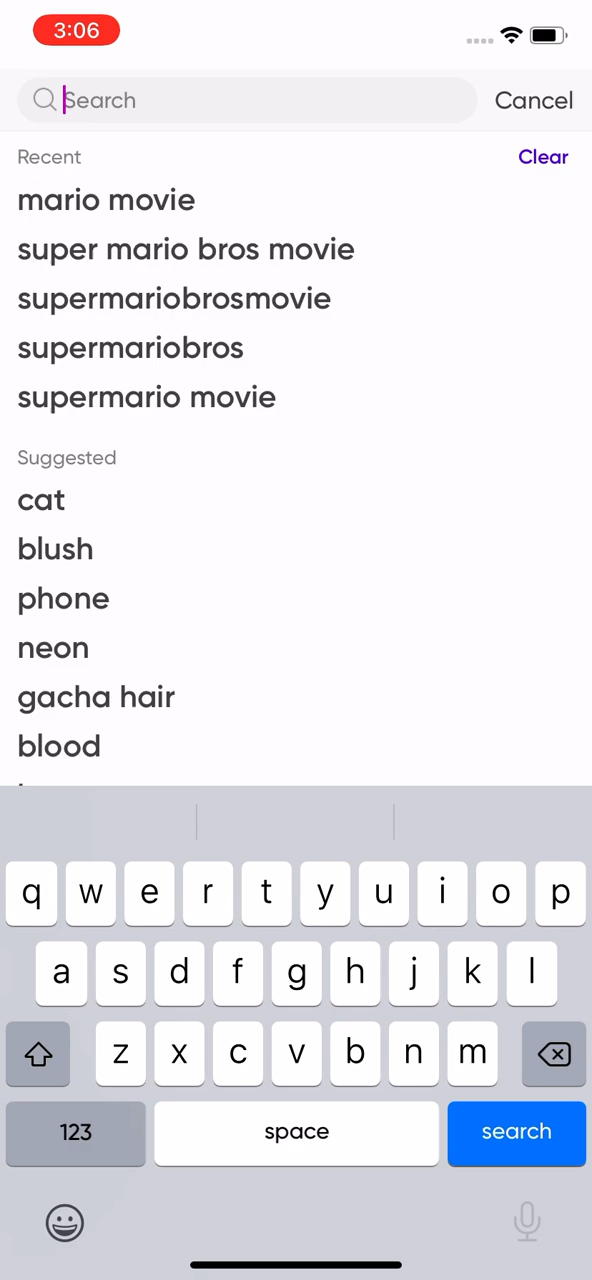 3:06
Search
Cancel
Recent
Clear
mario movie
super mario bros movie
supermariobrosmovie
supermariobros
supermario movie
Suggested
cat
blush
phone
neon
gacha hair
blood
q w e r t y u i o p
a s d f g h j k l
z x c v b n m
123 space search